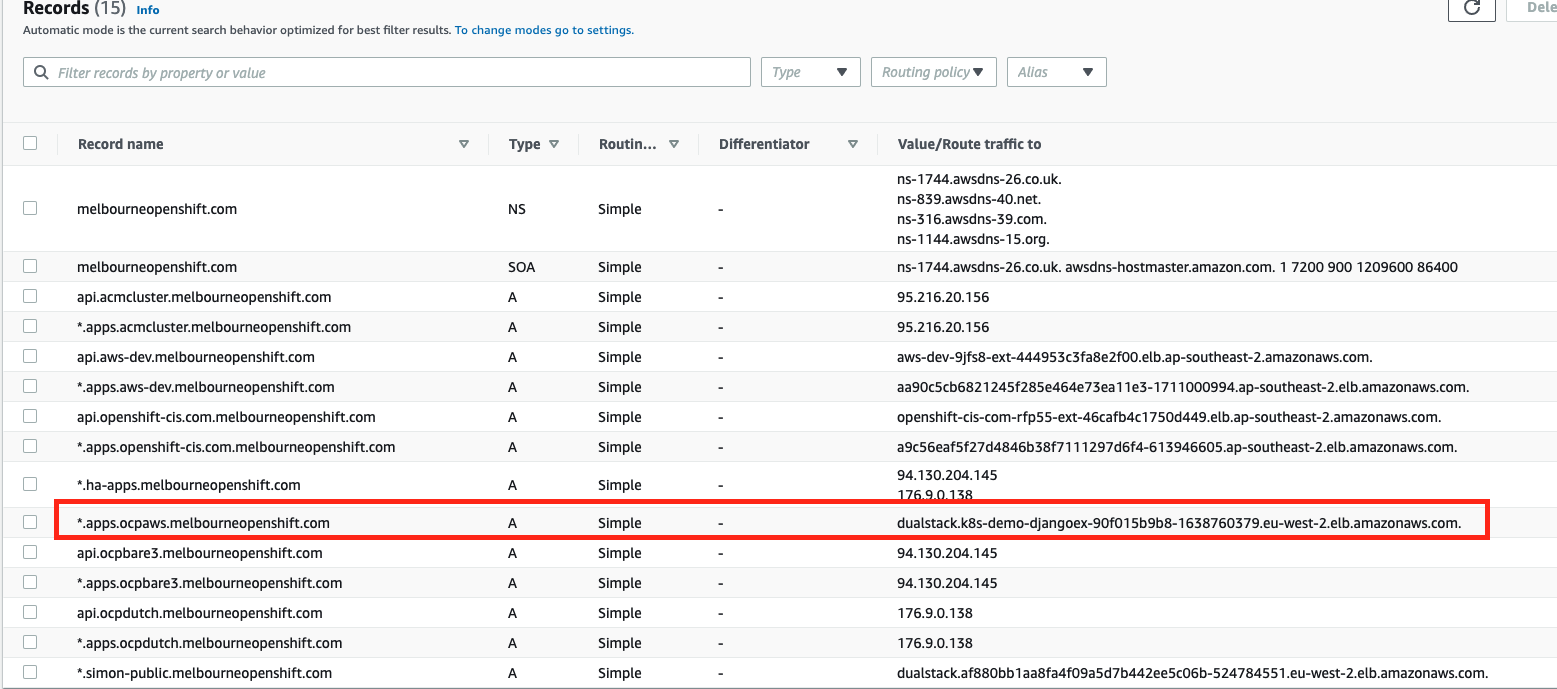 Records (15) Info
Dele
Automatic mode is the current search behavior optimized for best filter results. To change modes go to settings.
Filter records by property or value
Type
Routing policy
Alias
Record name Type Routin... Differentiator Value/Route traffic to
ns-1744.awsdns-26.co.uk.
ns-839.awsdns-40.net.
melbourneopenshift.com NS Simple -
ns-316.awsdns-39.com.
ns-1144.awsdns-15.org.
melbourneopenshift.com SOA Simple - ns-1744.awsdns-26.co.uk. awsdns-hostmaster.amazon.com. 1 7200 900 1209600 86400
api.acmcluster.melbourneopenshift.com A Simple - 95.216.20.156
*.apps.acmcluster.melbourneopenshift.com A Simple - 95.216.20.156
api.aws-dev.melbourneopenshift.com A Simple - aws-dev-9jfs8-ext-444953c3fa8e2f00.elb.ap-southeast-2.amazonaws.com.
*.apps.aws-dev.melbourneopenshift.com A Simple - aa90c5cb6821245f285e464e73ea11e3-1711000994.ap-southeast-2.elb.amazonaws.com.
api.openshift-cis.com.melbourneopenshift.com A Simple - openshift-cis-com-rfp55-ext-46cafb4c1750d449.elb.ap-southeast-2.amazonaws.com.
*.apps.openshift-cis.com.melbourneopenshift.com A Simple - a9c56eaf5f27d4846b38f7111297d6f4-613946605.ap-southeast-2.elb.amazonaws.com.
94.130.204.145
*.ha-apps.melbourneopenshift.com A Simple -
176.9.0.138
*.apps.ocpaws.melbourneopenshift.com A Simple - dualstack.k8s-demo-djangoex-90f015b9b8-1638760379.eu-west-2.elb.amazonaws.com.
api.ocpbare3.melbourneopenshift.com A Simple - 94.130.204.145
*.apps.ocpbare3.melbourneopenshift.com A Simple - 94.130.204.145
api.ocpdutch.melbourneopenshift.com A Simple - 176.9.0.138
*.apps.ocpdutch.melbourneopenshift.com A Simple - 176.9.0.138
*.simon-public.melbourneopenshift.com A Simple - dualstack.af880bb1aa8fa4f09a5d7b442ee5c06b-524784551.eu-west-2.elb.amazonaws.com.